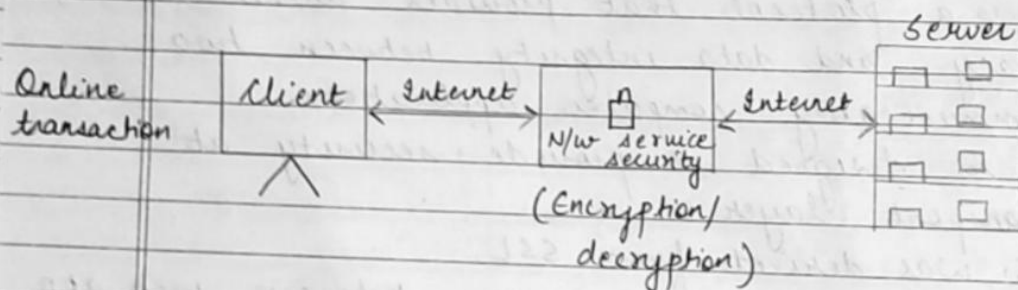 Server
Online
transaction
Client
Internet
N/w service
security
Internet
(Encryption/
decryption)